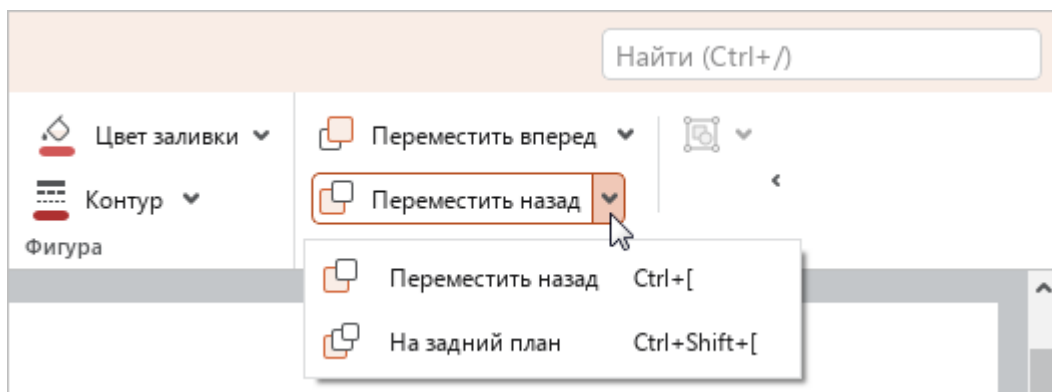 Найти (Ctrl+/)
Цвет заливки
Переместить вперед
Контур
Переместить назад
Фигура
Переместить назад Ctrl+[
На задний план Ctrl+Shift+[